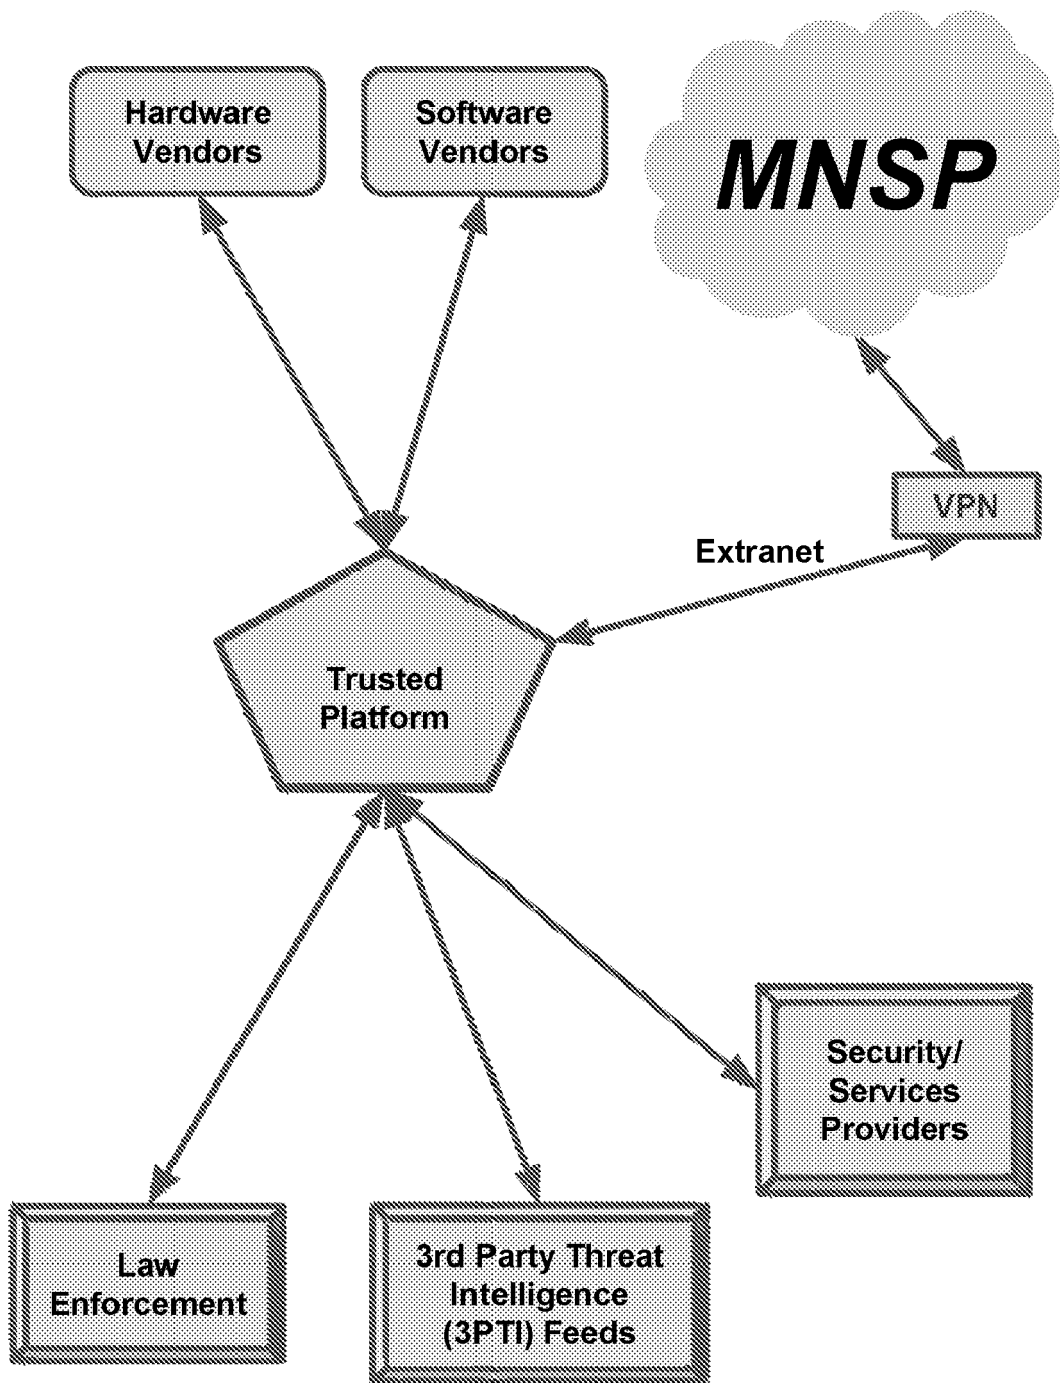 Hardware
Vendors
Software
Vendors
MNSP
VPN
Extranet
Trusted
Platform
Security/
Services
Providers
Law
Enforcement
3rd Party Threat
Intelligence
(3PTI) Feeds